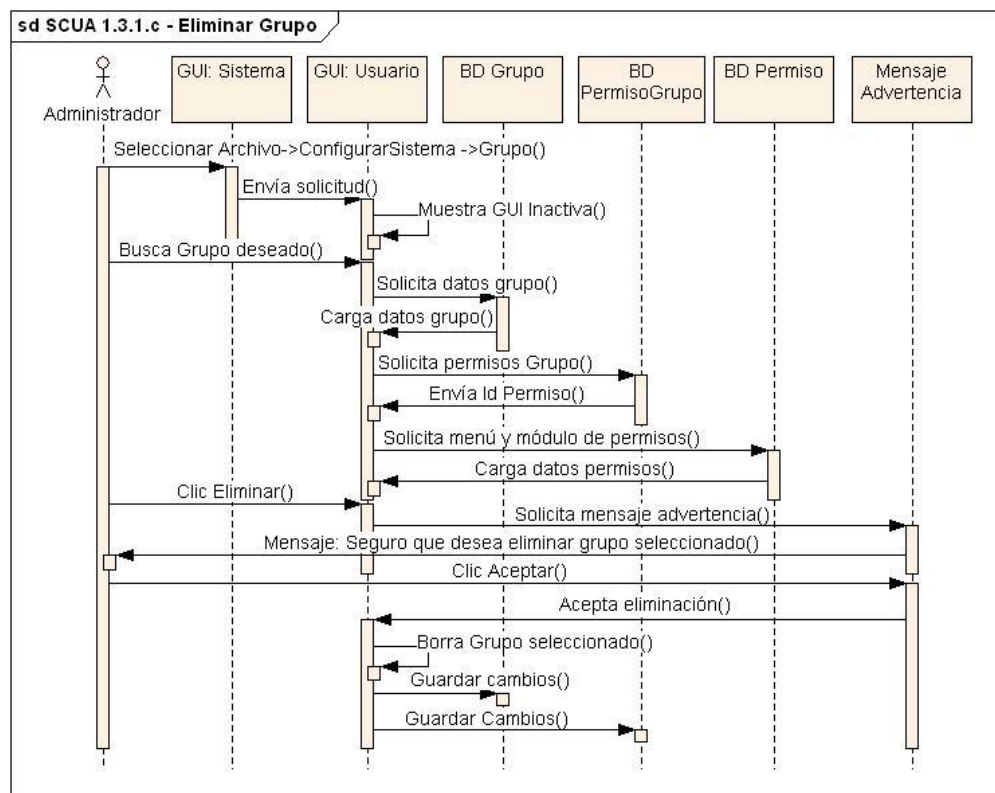 sd SCUA 1.3.1.c - Eliminar Grupo
Administrador
GUI: Sistema
GUI: Usuario
BD Grupo
BD
PermisoGrupo
BD Permiso
Mensaje
Advertencia
Seleccionar Archivo->ConfigurarSistema ->Grupo()
Envía solicitud()
Muestra GUI Inactiva()
Busca Grupo deseado()
Solicita datos grupo()
Carga datos grupo()
Solicita permisos Grupo()
Envía Id Permiso()
Solicita menú y módulo de permisos()
Carga datos permisos()
Clic Eliminar()
Solicita mensaje advertencia()
Mensaje: Seguro que desea eliminar grupo seleccionado()
Clic Aceptar()
Acepta eliminación()
Borra Grupo seleccionado()
Guardar cambios()
Guardar Cambios()